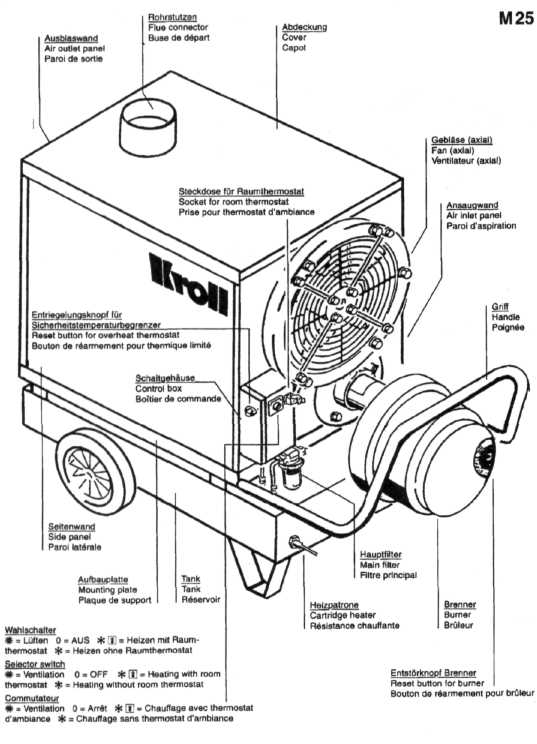 M 25
Rohrstutzen
Flue connector
Buse de départ
Abdeckung
Cover
Capot
Ausblaswand
Air outlet panel
Paroi de sortie
Gebläse (axial)
Fan (axial)
Ventilateur (axial)
Steckdose für Raumthermostat
Socket for room thermostat
Prise pour thermostat d'ambiance
Ansaugwand
Air inlet panel
Paroi d'aspiration
Kroll
Griff
Handle
Poignée
Entriegelungsknopf für
Sicherheitstemperaturbegrenzer
Reset button for overheat thermostat
Bouton de réarmement pour thermique limité
Schaltgehäuse
Control box
Boîtier de commande
Seitenwand
Side panel
Paroi latérale
Hauptfilter
Main filter
Filtre principal
Aufbauplatte
Mounting plate
Plaque de support
Tank
Tank
Réservoir
Heizpatrone
Cartridge heater
Résistance chauffante
Brenner
Burner
Brûleur
Wahlschalter
= Lüften 0 = AUS = Heizen mit Raum-
thermostat = Heizen ohne Raumthermostat
Selector switch
= Ventilation 0 = OFF = Heating with room
thermostat = Heating without room thermostat
Commutateur
= Ventilation 0 = Arrêt = Chauffage avec thermostat
d'ambiance = Chauffage sans thermostat d'ambiance
Entstörknopf Brenner
Reset button for burner
Bouton de réarmement pour brûleur